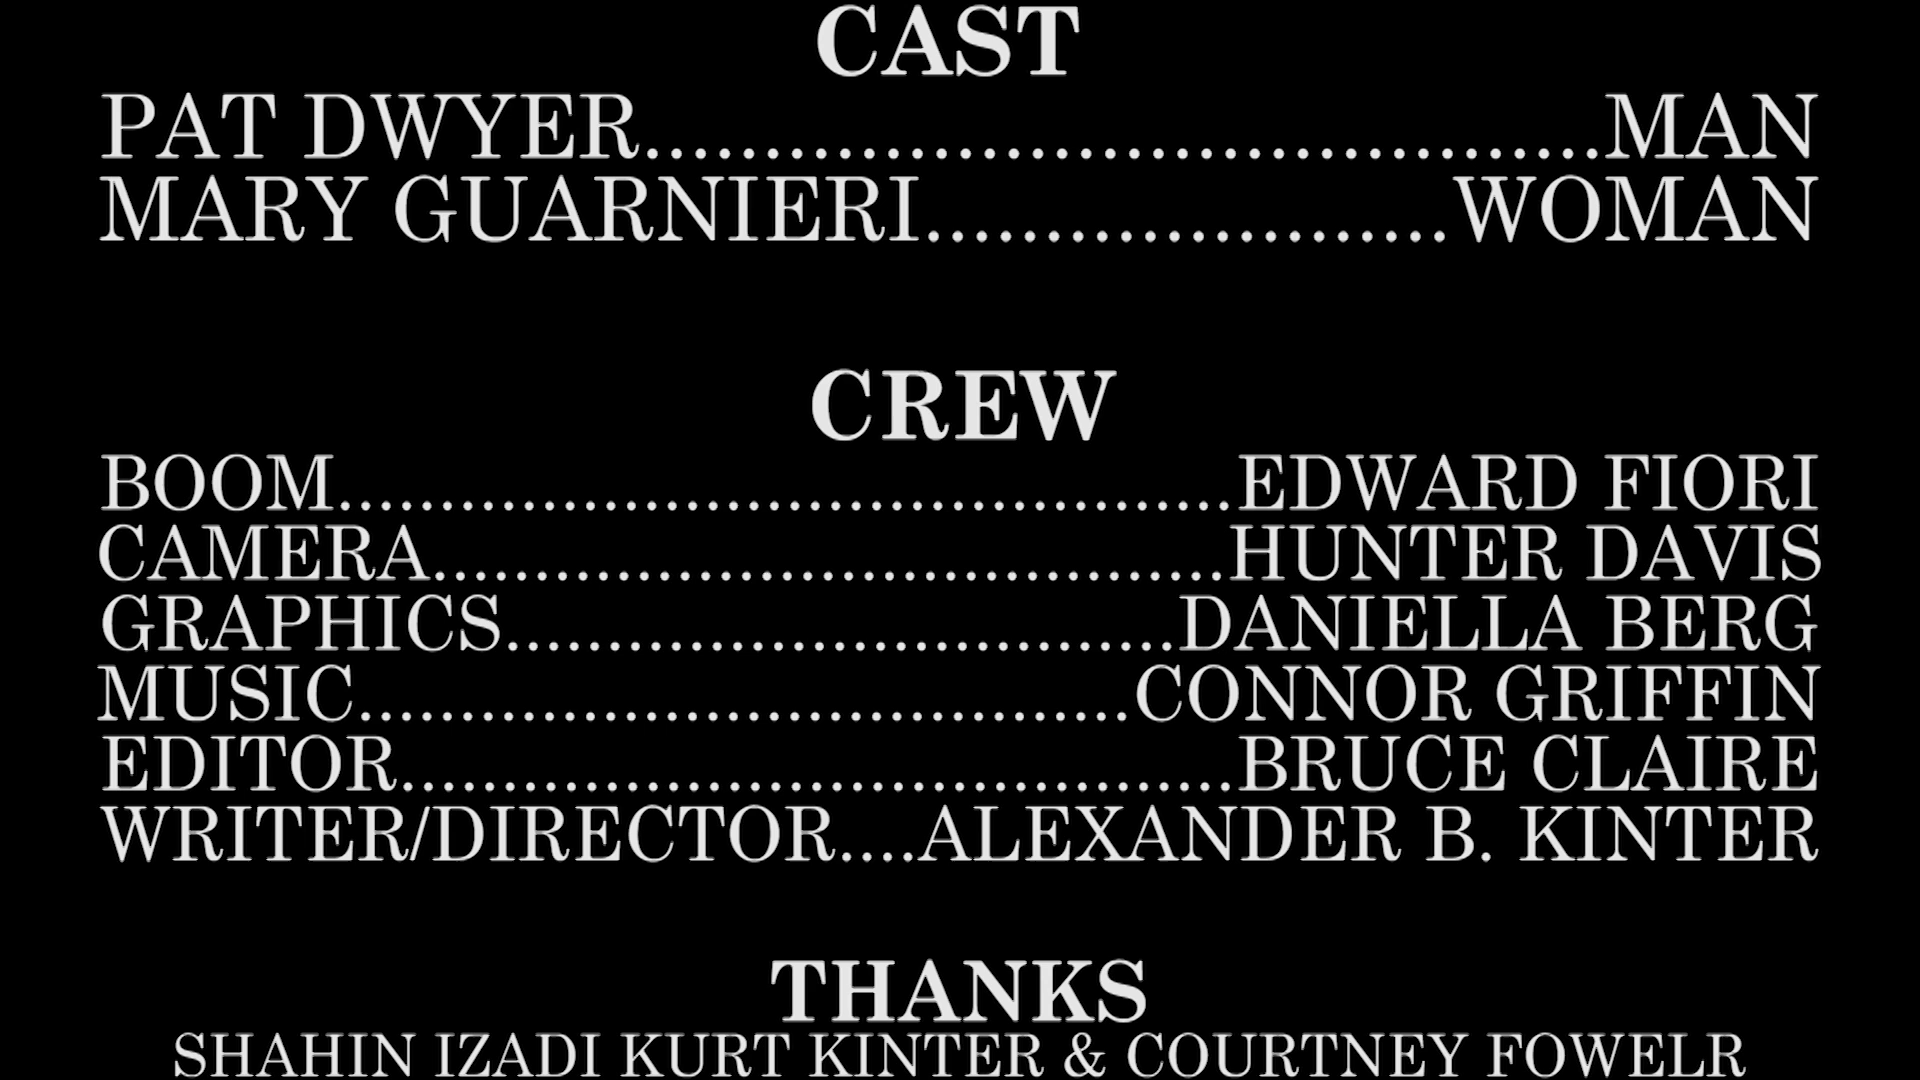 CAST
PAT DWYER........................................MAN
MARY GUARNIERI......................WOMAN
CREW
BOOM.....................................EDWARD FIORI
CAMERA.................................HUNTER DAVIS
GRAPHICS............................DANIELLA BERG
MUSIC................................CONNOR GRIFFIN
EDITOR...................................BRUCE CLAIRE
WRITER/DIRECTOR....ALEXANDER B. KINTER
THANKS
SHAHIN IZADI KURT KINTER & COURTNEY FOWELR